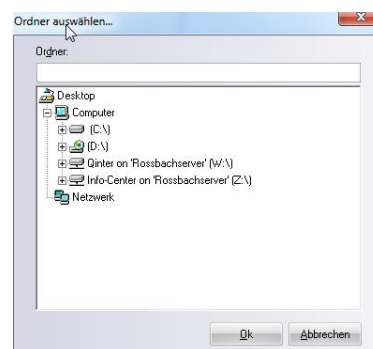 Ordner auswählen...
Ordner:
Desktop
Computer
(C:\)
(D:\)
Qinter on 'Rossbachserver' (W:\)
Info-Center on 'Rossbachserver' (Z:\)
Netzwerk
Ok
Abbrechen